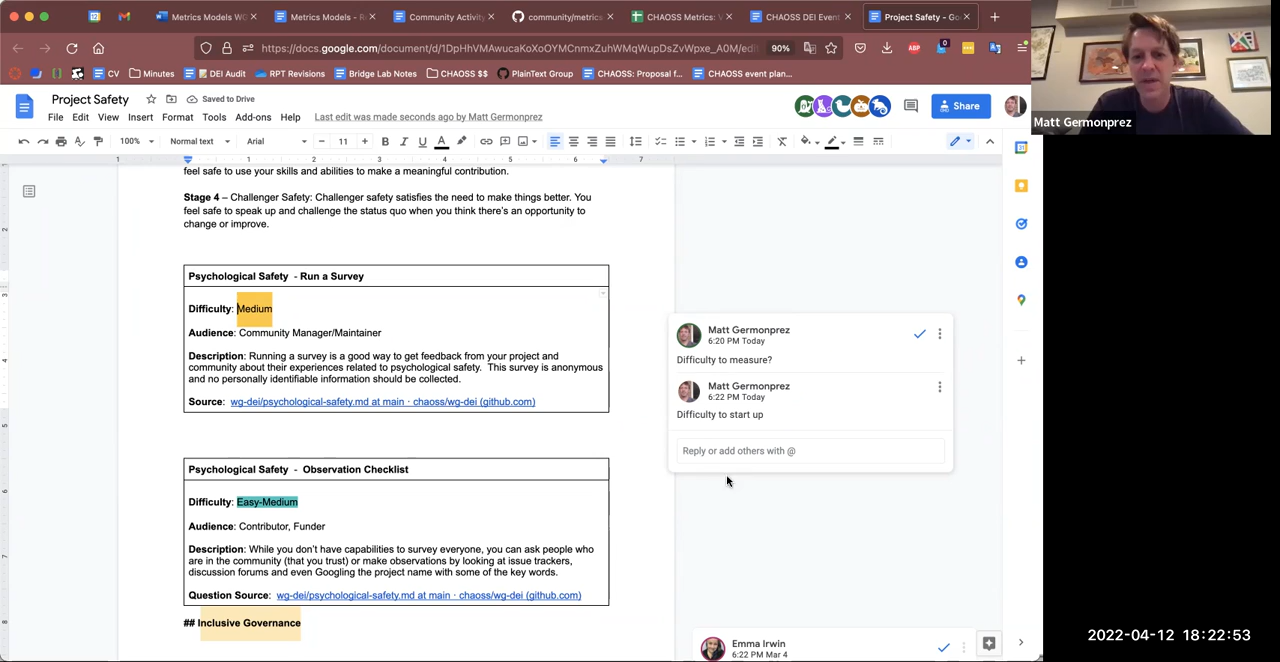 Metrics Models WG
Metrics Models - R
Community Activity
community/metrics
CHAOSS Metrics:
CHAOSS DEI Even
Project Safety - Go
https://docs.google.com/document/d/1DpHhVMAwucaKoXoOYMCnmxZuhWMqWupDsZvWpxe_A0M/edi
90%
ABP
0
CV
Minutes
DEI Audit
RPT Revisions
Bridge Lab Notes
CHAOSS $$
PlainText Group
CHAOSS: Proposal f...
CHAOSS event plan...
Matt Germonprez
Project Safety
Saved to Drive
File Edit View Insert Format Tools Add-ons Help
Last edit was made seconds ago by Matt Germonprez
Share
100%
Normal text
Arial
11
1 1 2 3 4 5 6 7
feel safe to use your skills and abilities to make a meaningful contribution.
Stage 4 – Challenger Safety: Challenger safety satisfies the need to make things better. You
feel safe to speak up and challenge the status quo when you think there's an opportunity to
change or improve.
Psychological Safety - Run a Survey
Difficulty: Medium
Audience: Community Manager/Maintainer
Description: Running a survey is a good way to get feedback from your project and
community about their experiences related to psychological safety. This survey is anonymous
and no personally identifiable information should be collected.
Source: wg-dei/psychological-safety.md at main · chaoss/wg-dei (github.com)
Matt Germonprez
6:20 PM Today
Difficulty to measure?
Matt Germonprez
6:22 PM Today
Difficulty to start up
Reply or add others with @
Psychological Safety - Observation Checklist
Difficulty: Easy-Medium
Audience: Contributor, Funder
Description: While you don't have capabilities to survey everyone, you can ask people who
are in the community (that you trust) or make observations by looking at issue trackers,
discussion forums and even Googling the project name with some of the key words.
Question Source: wg-dei/psychological-safety.md at main · chaoss/wg-dei (github.com)
## Inclusive Governance
Emma Irwin
6:22 PM Mar 4
2022-04-12 18:22:53